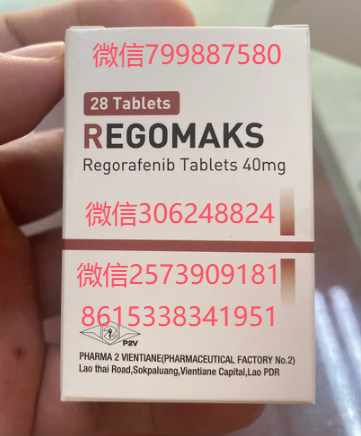 微信799887580
28 Tablets
REGOMAKS
Regorafenib Tablets 40mg
微信306248824
微信2573909181
8615338341951
P2V
PHARMA 2 VIENTIANE(PHARMACEUTICAL FACTORY No.2)
Lao thai Road,Sokpaluang,Vientiane Capital,Lao PDR